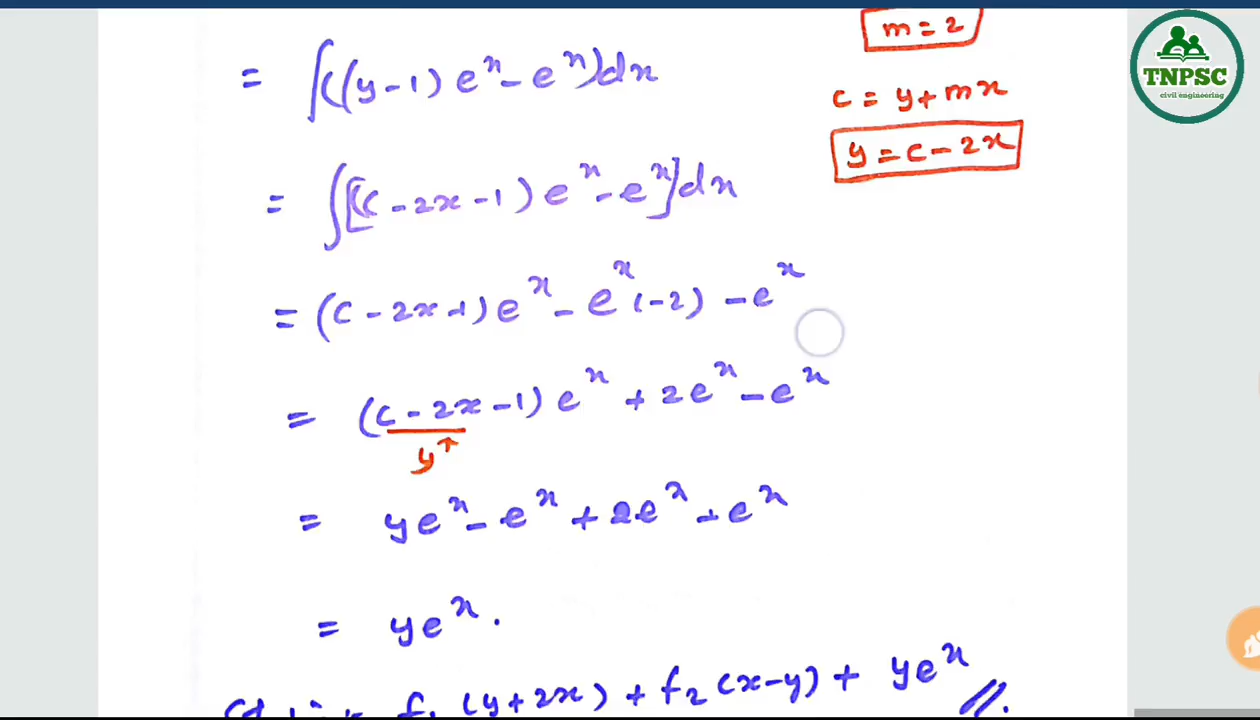 m = 2
TNPSC
civil engineering
= ∫((y-1) eˣ - eˣ)dx
c = y + mx
y = c - 2x
= ∫[(c - 2x - 1) eˣ - eˣ]dx
= (c - 2x - 1) eˣ - eˣ(-2) - eˣ
= (c - 2x - 1) eˣ + 2eˣ - eˣ
y
= yeˣ - eˣ + 2eˣ - eˣ
= yeˣ.
f₁ (y+2x) + f₂ (x-y) + yeˣ //.